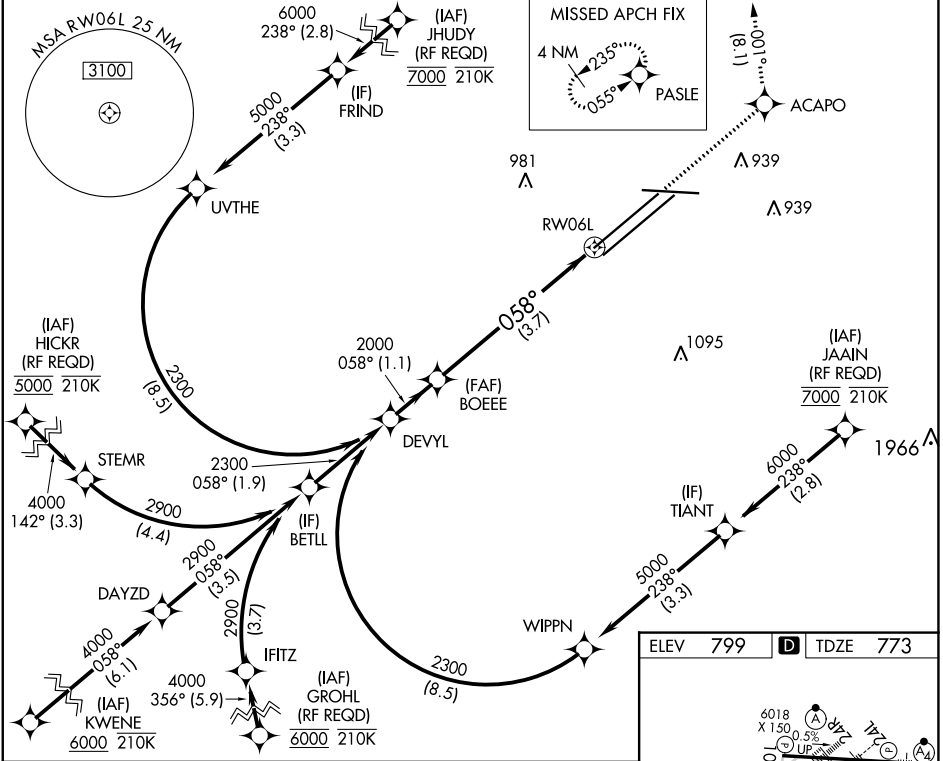 MSA RW06L 25 NM
3100
6000
238° (2.8)
(IAF)
JHUDY
(RF REQD)
7000 210K
(IF)
FRIND
5000
238°
(3.3)
UVTHE
MISSED APCH FIX
4 NM
235°
055°
PASLE
001°
(8.1)
ACAPO
981
939
939
RW06L
058°
(3.7)
1095
(IAF)
JAAIN
(RF REQD)
7000 210K
1966
(IAF)
HICKR
(RF REQD)
5000 210K
2300
(8.5)
2000
058° (1.1)
(FAF)
BOEEE
DEVYL
STEMR
4000
142° (3.3)
2900
(4.4)
2300
058° (1.9)
(IF)
BETLL
6000
238°
(2.8)
(IF)
TIANT
5000
238°
(3.3)
DAYZD
2900
058°
(3.5)
2900
(3.7)
WIPPN
2300
(8.5)
4000
058°
(6.1)
(IAF)
KWENE
6000 210K
IFITZ
4000
356° (5.9)
(IAF)
GROHL
(RF REQD)
6000 210K
ELEV 799 D TDZE 773
6018
X 150
0.5%
UP
A
24R
24L
P
A4
P